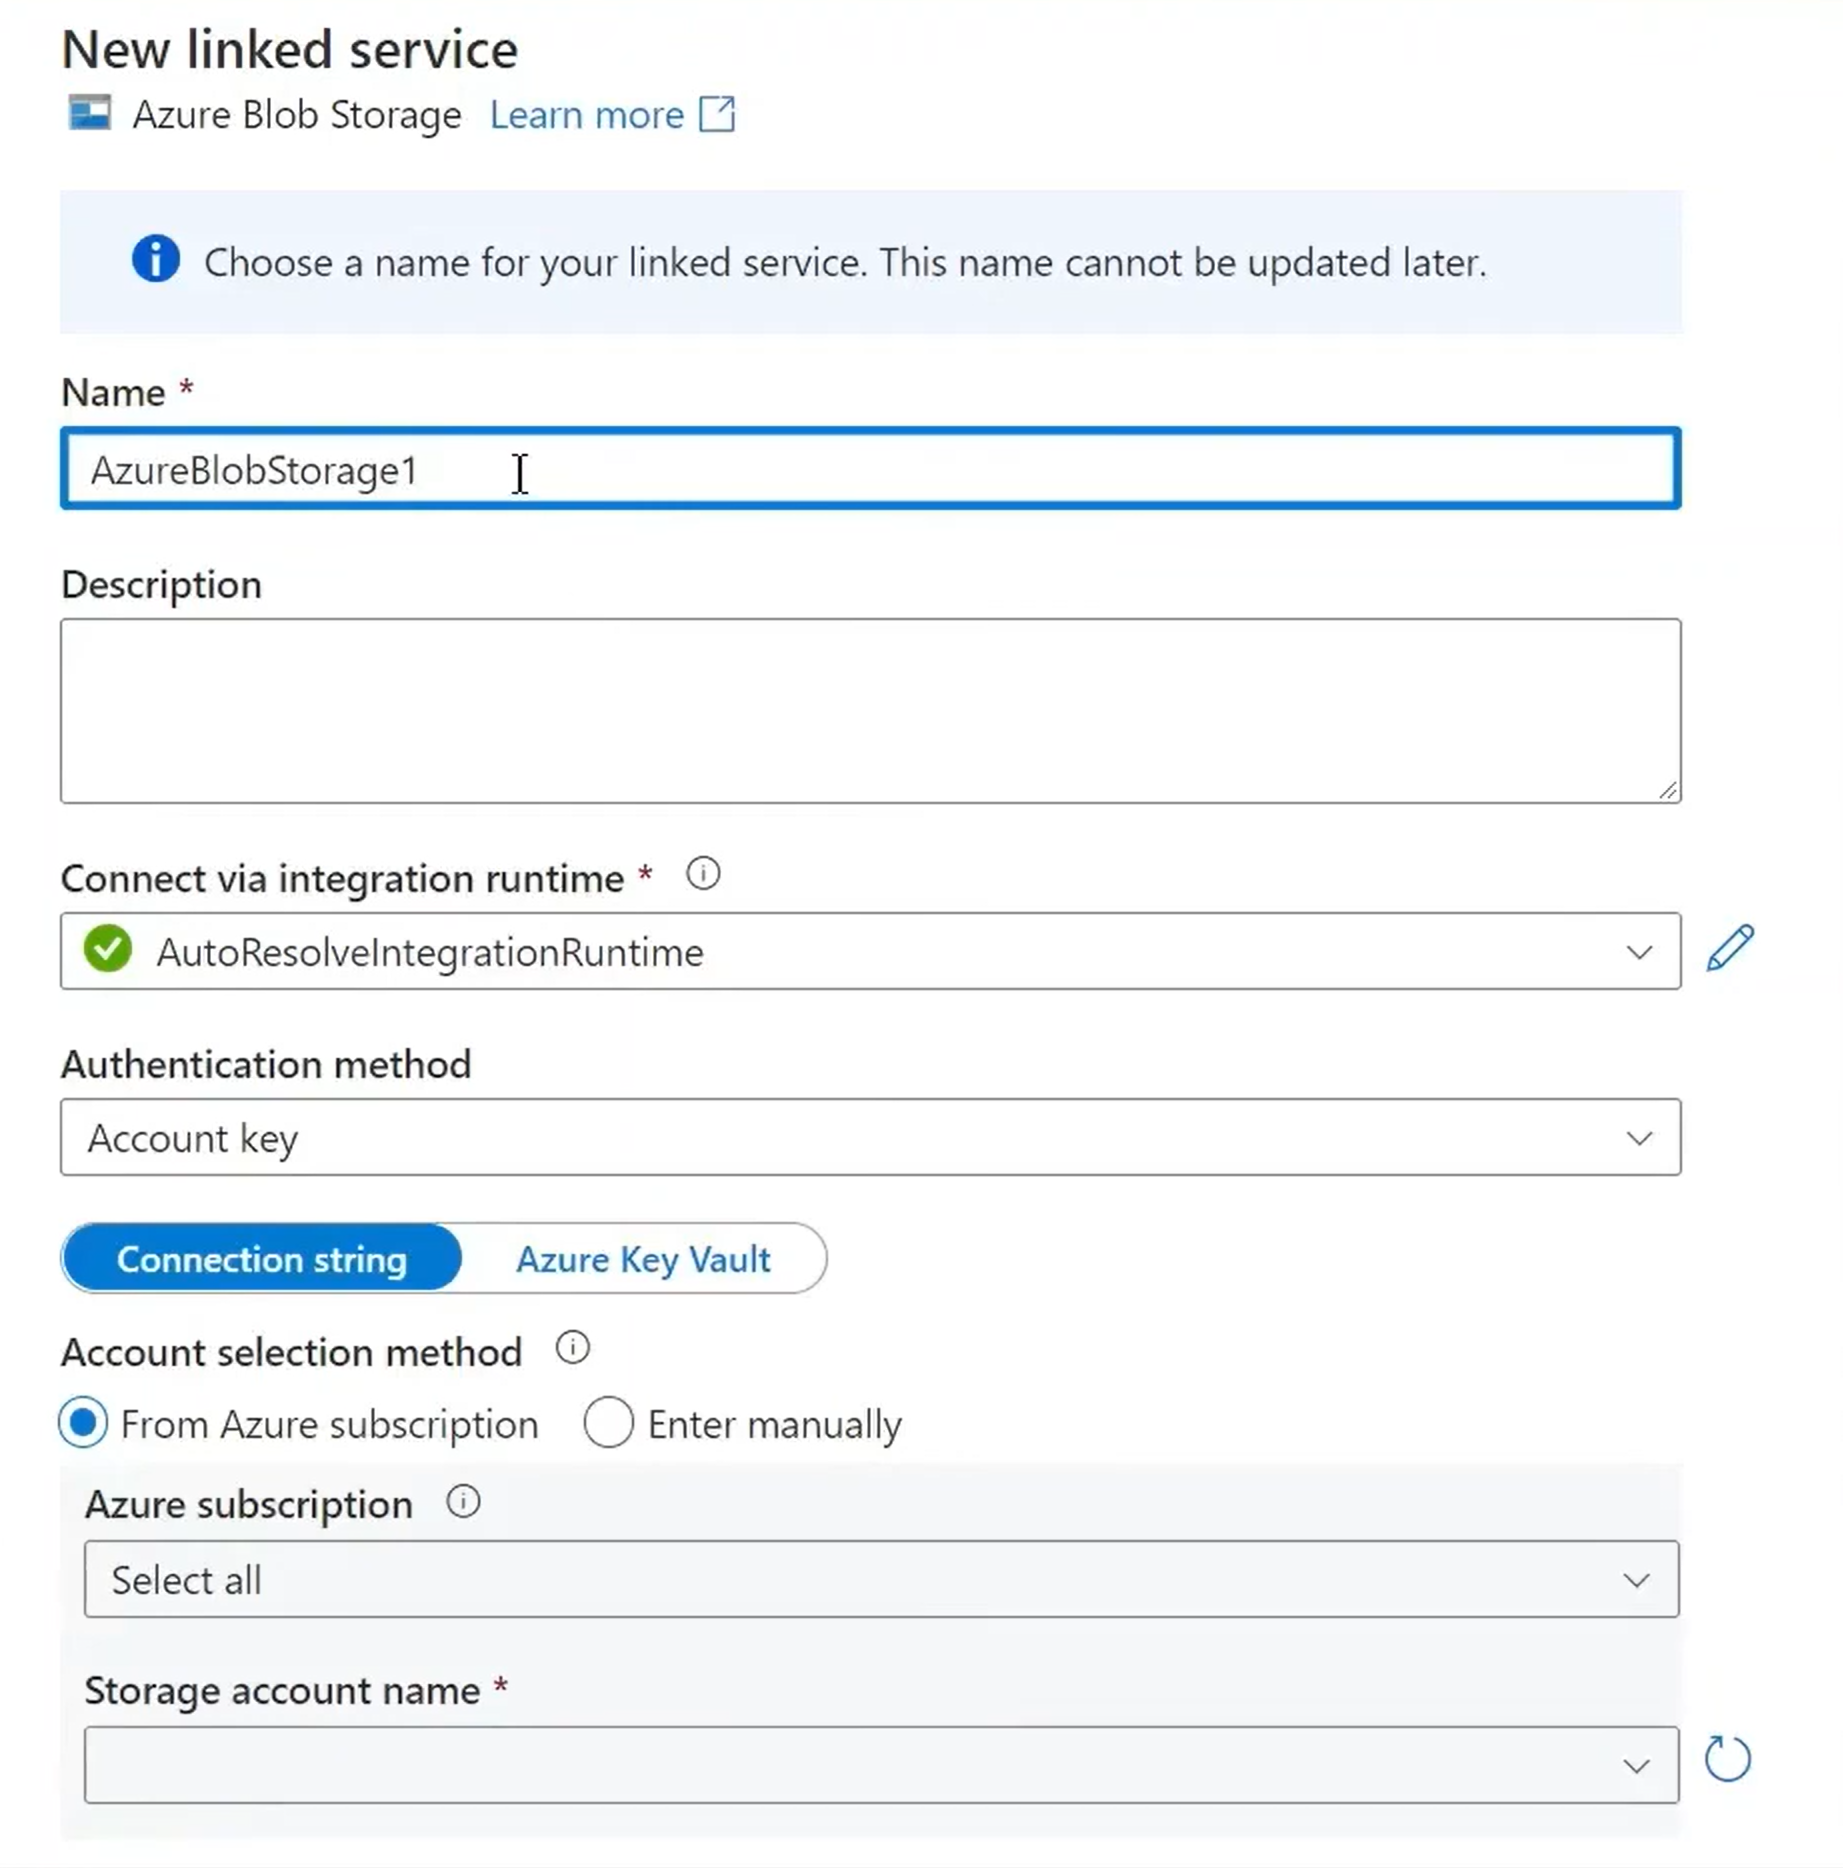 New linked service
Azure Blob Storage Learn more
Choose a name for your linked service. This name cannot be updated later.
Name *
AzureBlobStorage1
Description
Connect via integration runtime *
AutoResolveIntegrationRuntime
Authentication method
Account key
Connection string Azure Key Vault
Account selection method
From Azure subscription Enter manually
Azure subscription
Select all
Storage account name *